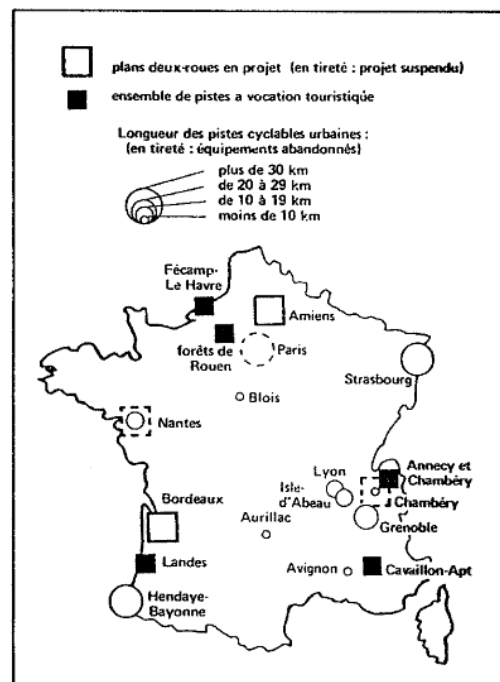 plans deux-roues en projet (en tireté : projet suspendu)
ensemble de pistes a vocation touristique
Longueur des pistes cyclables urbaines :
(en tireté : équipements abandonnés)
plus de 30 km
de 20 à 29 km
de 10 à 19 km
moins de 10 km
Fécamp-
Le Havre
Amiens
forêts de
Rouen
Paris
Strasbourg
Blois
Nantes
Annecy et
Chambéry
Lyon
Isle-
d'Abeau
Chambéry
Bordeaux
Aurillac
Grenoble
Landes
Avignon
Cavaillon-Apt
Hendaye-
Bayonne